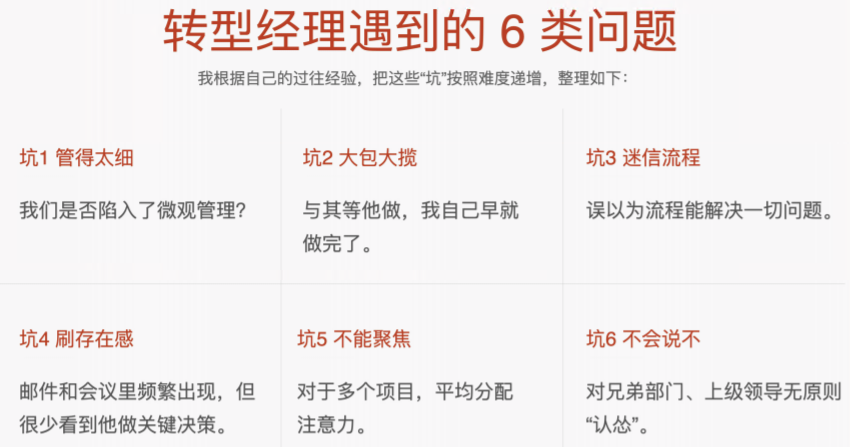 转型经理遇到的 6 类问题
我根据自己的过往经验，把这些“坑”按照难度递增，整理如下：
坑1 管得太细
我们是否陷入了微观管理？
坑2 大包大揽
与其等他做，我自己早就
做完了。
坑3 迷信流程
误以为流程能解决一切问题。
坑4 刷存在感
邮件和会议里频繁出现，但
很少看到他做关键决策。
坑5 不能聚焦
对于多个项目，平均分配
注意力。
坑6 不会说不
对兄弟部门、上级领导无原则
“认怂”。